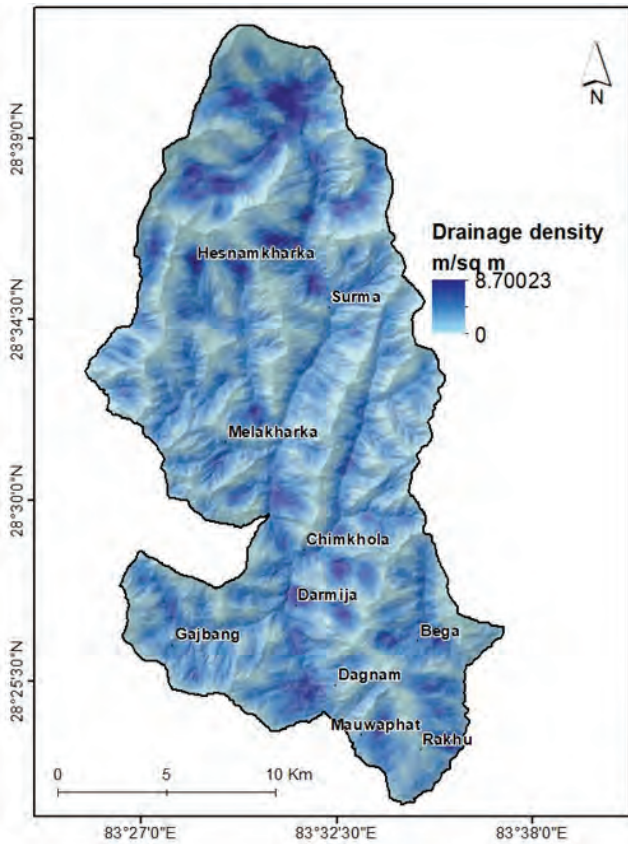 N
28°39'0"N
Drainage density
m/sq m
8.70023
0
Hesnamkharka
Surma
28°34'30"N
Melakharka
28°30'0"N
Chimkhola
Darmija
Gajbang
Bega
28°25'30"N
Dagnam
Mauwaphat
Rakhu
0 5 10 Km
83°27'0"E 83°32'30"E 83°38'0"E